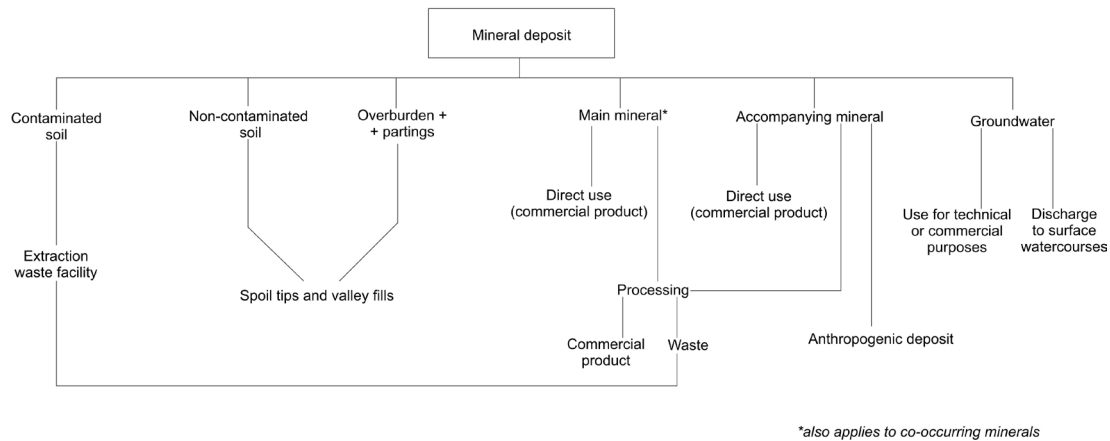 Mineral deposit
Contaminated
soil
Non-contaminated
soil
Overburden +
+ partings
Main mineral*
Accompanying mineral
Groundwater
Direct use
(commercial product)
Direct use
(commercial product)
Use for technical
or commercial
purposes
Discharge
to surface
watercourses
Extraction
waste facility
Spoil tips and valley fills
Processing
Commercial
product
Waste
Anthropogenic deposit
*also applies to co-occurring minerals